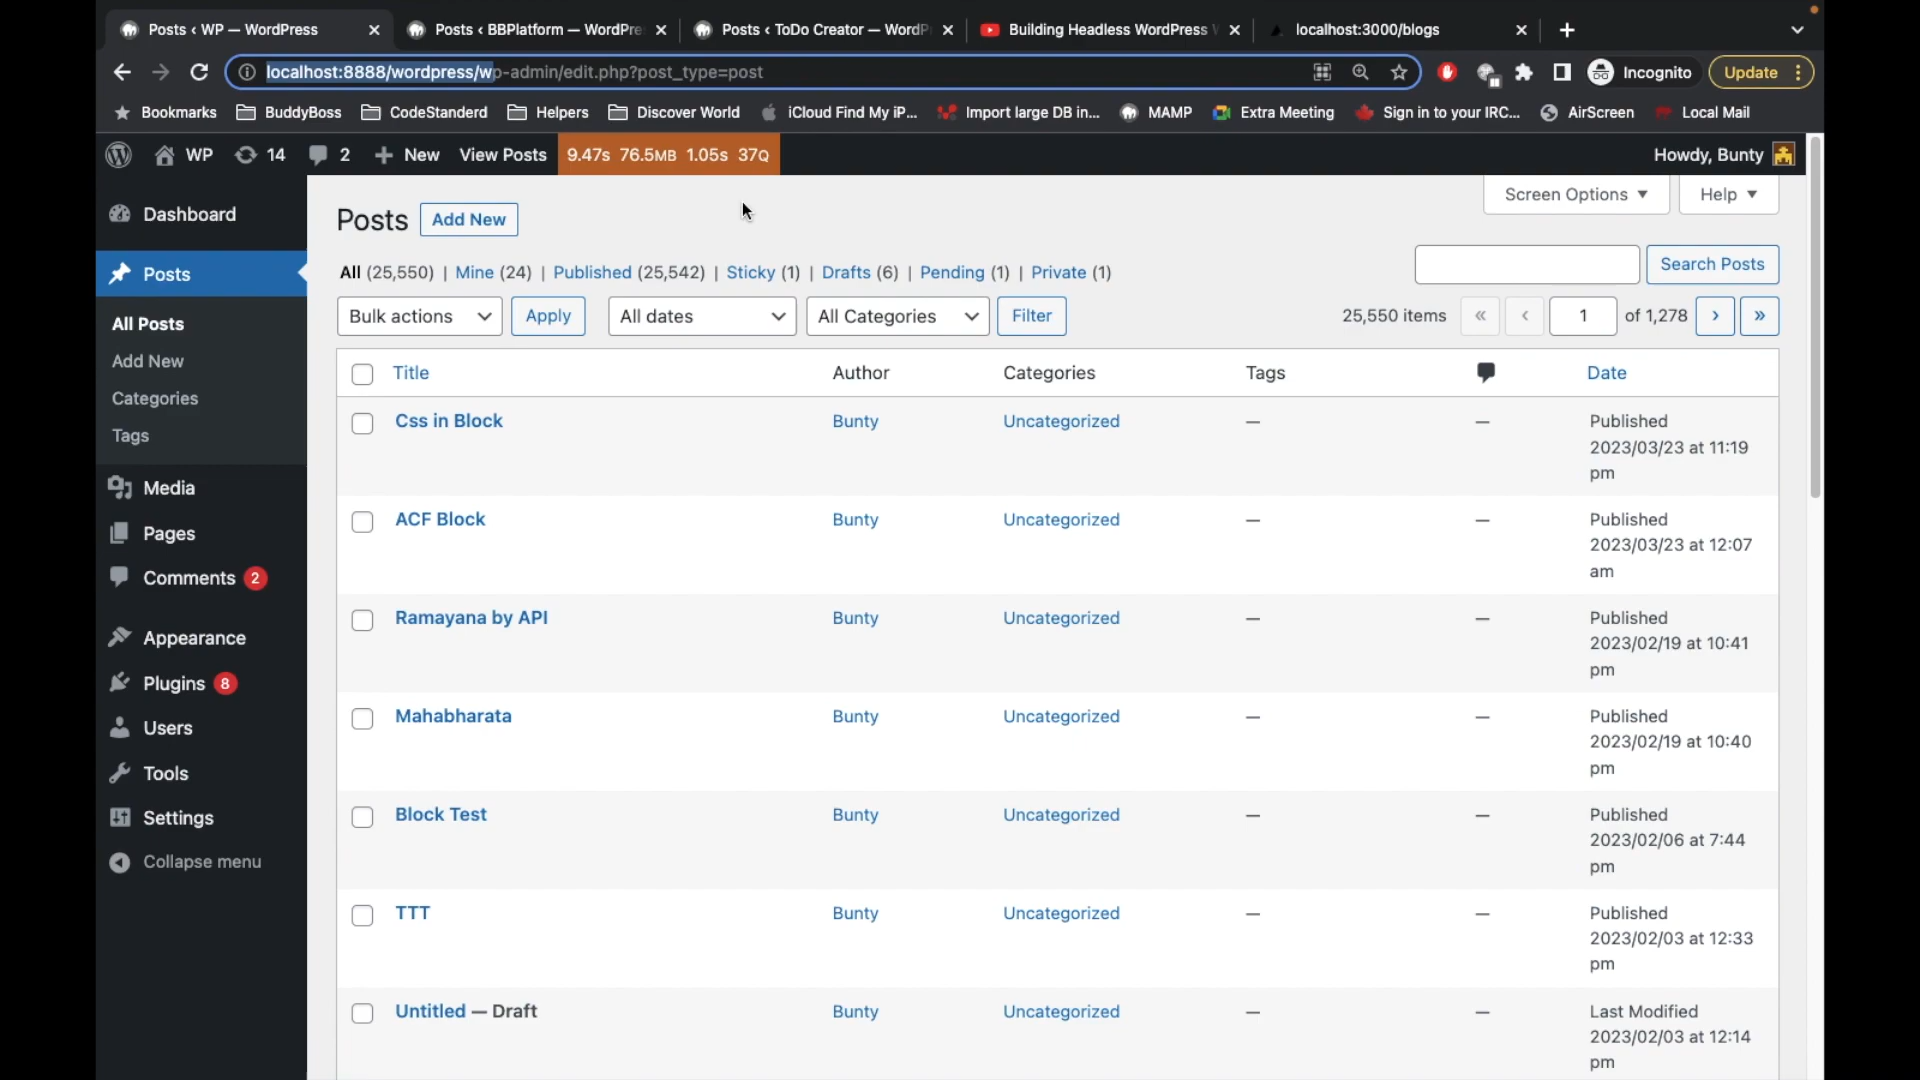 Posts ‹ WP — WordPress
Posts ‹ BBPlatform — WordPre
Posts ‹ ToDo Creator — WordP
Building Headless WordPress
localhost:3000/blogs
localhost:8888/wordpress/wp-admin/edit.php?post_type=post
Incognito
Update
Bookmarks
BuddyBoss
CodeStanderd
Helpers
Discover World
iCloud Find My iP...
Import large DB in...
MAMP
Extra Meeting
Sign in to your IRC...
AirScreen
Local Mail
WP
14
2
New
View Posts
9.47s 76.5MB 1.05s 37Q
Howdy, Bunty
Dashboard
Posts
All Posts
Add New
Categories
Tags
Media
Pages
Comments 2
Appearance
Plugins 8
Users
Tools
Settings
Collapse menu
Screen Options
Help
Posts
Add New
All (25,550) | Mine (24) | Published (25,542) | Sticky (1) | Drafts (6) | Pending (1) | Private (1)
Search Posts
Bulk actions
Apply
All dates
All Categories
Filter
25,550 items « ‹ 1 of 1,278 › »
Title Author Categories Tags Date
Css in Block Bunty Uncategorized — — Published
2023/03/23 at 11:19
pm
ACF Block Bunty Uncategorized — — Published
2023/03/23 at 12:07
am
Ramayana by API Bunty Uncategorized — — Published
2023/02/19 at 10:41
pm
Mahabharata Bunty Uncategorized — — Published
2023/02/19 at 10:40
pm
Block Test Bunty Uncategorized — — Published
2023/02/06 at 7:44
pm
TTT Bunty Uncategorized — — Published
2023/02/03 at 12:33
pm
Untitled — Draft Bunty Uncategorized — — Last Modified
2023/02/03 at 12:14
pm